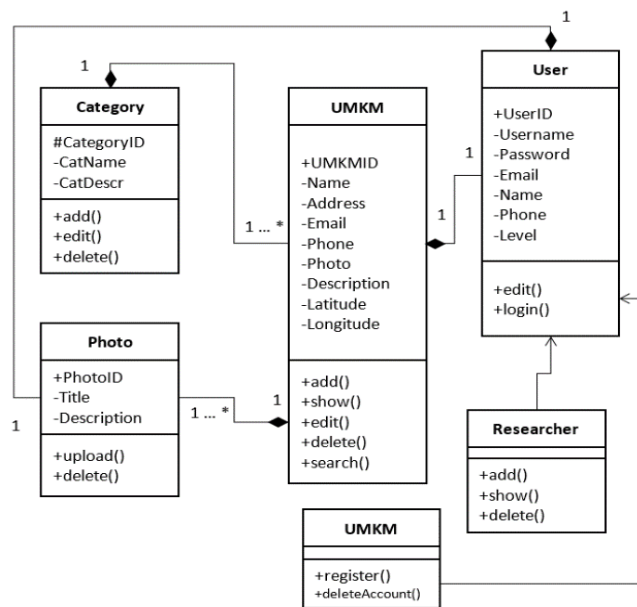 1
1
Category
#CategoryID
-CatName
-CatDescr
+add()
+edit()
+delete()
1 ... *
UMKM
+UMKMID
-Name
-Address
-Email
-Phone
-Photo
-Description
-Latitude
-Longitude
+add()
+show()
+edit()
+delete()
+search()
1
1
User
+UserID
-Username
-Password
-Email
-Name
-Phone
-Level
+edit()
+login()
Photo
+PhotoID
-Title
-Description
+upload()
+delete()
1
1 ... *
1
Researcher
+add()
+show()
+delete()
UMKM
+register()
+deleteAccount()